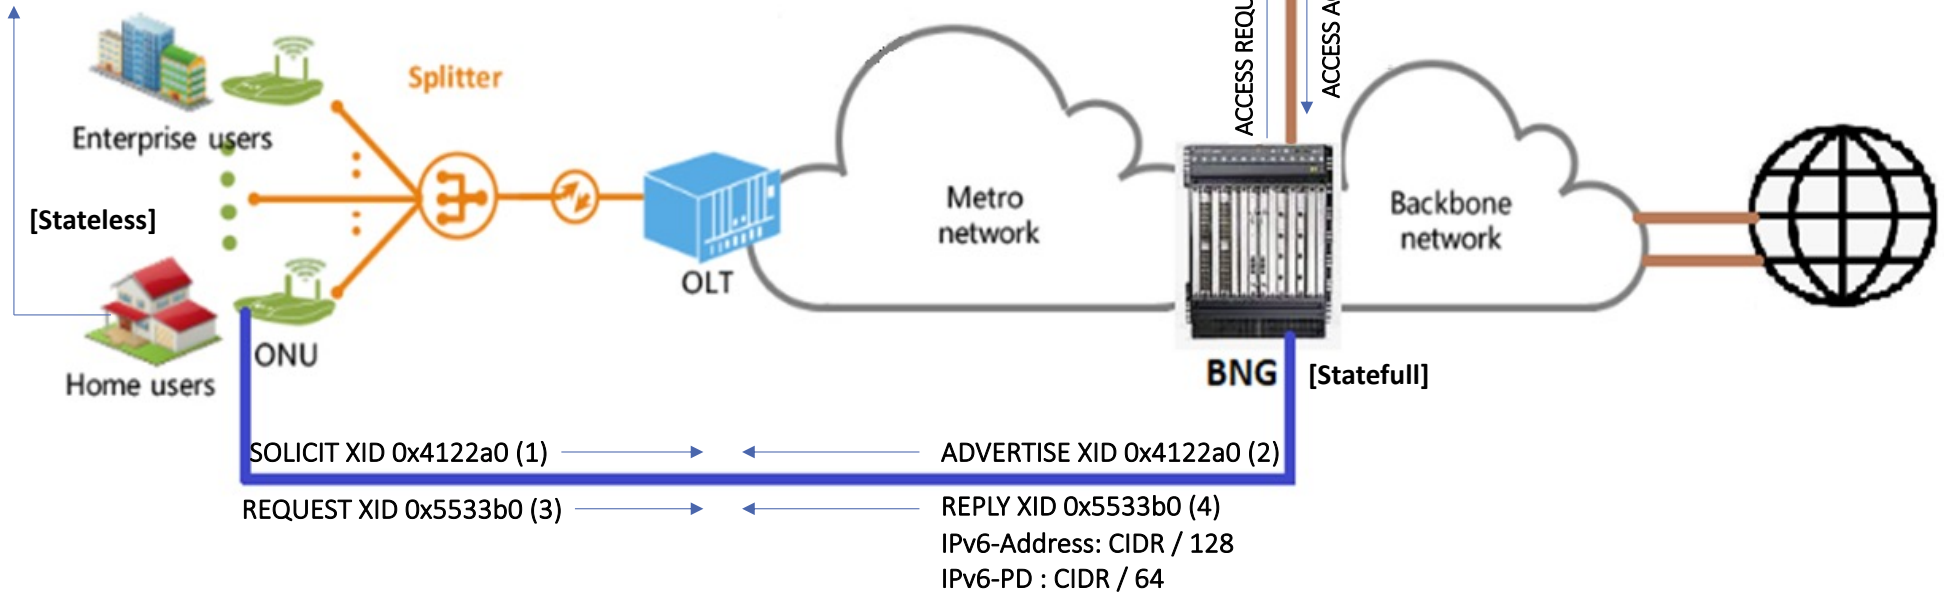 ACCESS
ACCESS
Splitter
Enterprise users
[Stateless]
Metro
network
Backbone
network
OLT
ONU
Home users
BNG
[Statefull]
SOLICIT XID 0x4122a0 (1)
ADVERTISE XID 0x4122a0 (2)
REQUEST XID 0x5533b0 (3)
REPLY XID 0x5533b0 (4)
IPv6-Address: CIDR / 128
IPv6-PD : CIDR / 64